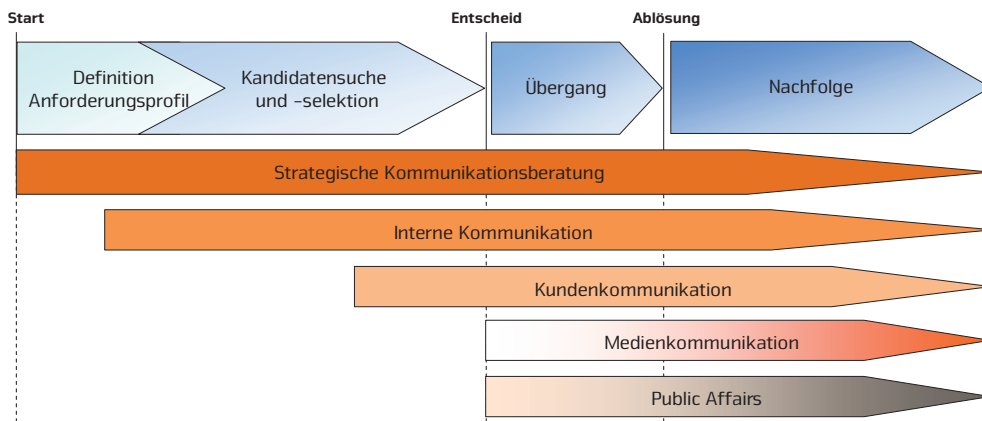 Start
Entscheid
Ablösung
Definition
Anforderungsprofil
Kandidatensuche
und -selektion
Übergang
Nachfolge
Strategische Kommunikationsberatung
Interne Kommunikation
Kundenkommunikation
Medienkommunikation
Public Affairs